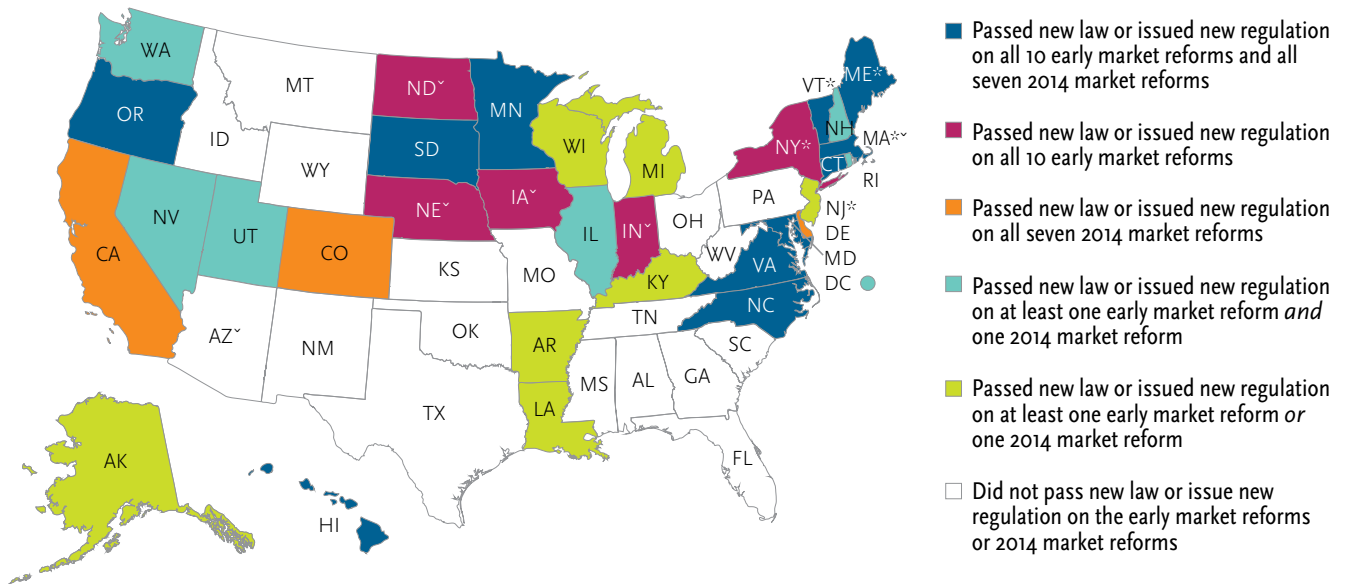 WA
MT
ND˅
MN
VT*
ME*
OR
ID
SD
WI
NY*
NH
MA*˅
WY
MI
CT
RI
NE˅
IA˅
PA
NJ*
NV
UT
CO
IL
IN˅
OH
DE
CA
KS
MO
WV
VA
MD
KY
DC
AZ˅
NM
OK
TN
NC
AR
SC
MS
AL
GA
TX
LA
AK
FL
HI
Passed new law or issued new regulation
on all 10 early market reforms and all
seven 2014 market reforms
Passed new law or issued new regulation
on all 10 early market reforms
Passed new law or issued new regulation
on all seven 2014 market reforms
Passed new law or issued new regulation
on at least one early market reform and
one 2014 market reform
Passed new law or issued new regulation
on at least one early market reform or
one 2014 market reform
Did not pass new law or issue new
regulation on the early market reforms
or 2014 market reforms